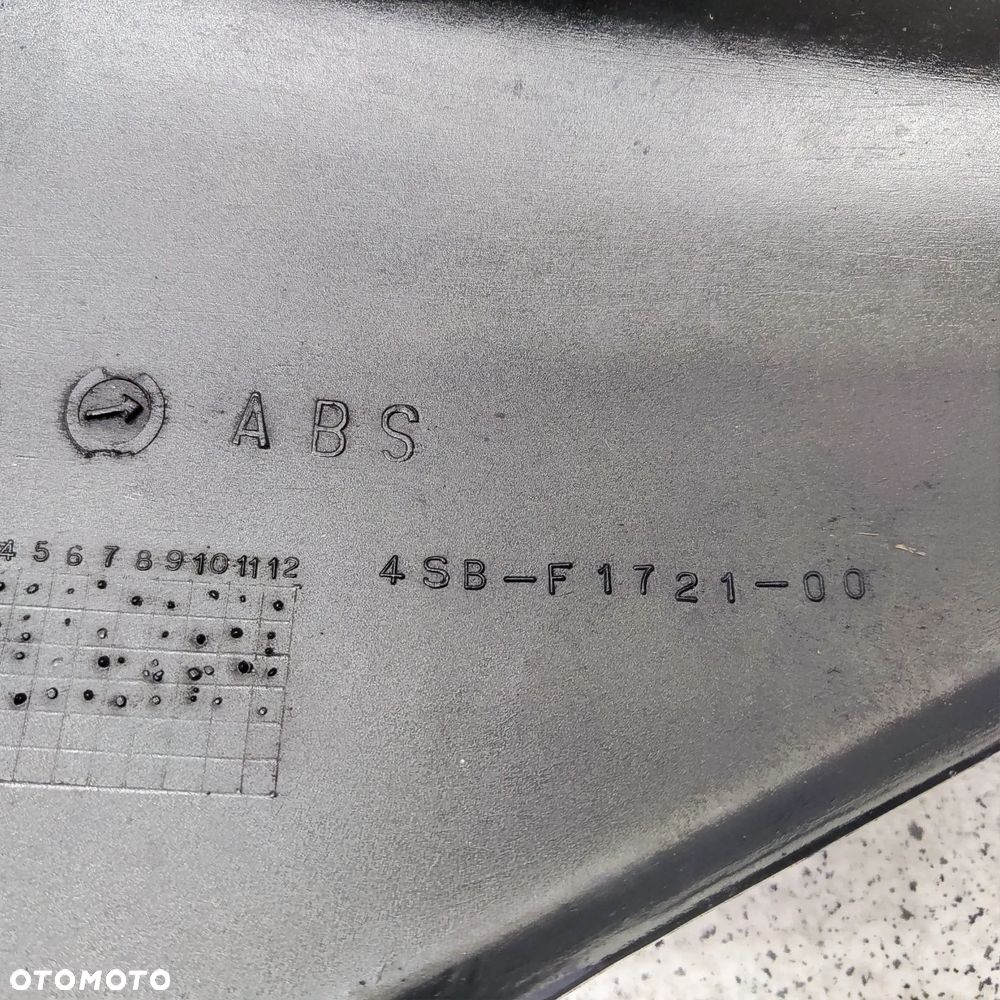 ABS
4 5 6 7 8 9 10 11 12
4SB-F1721-00
OTOMOTO